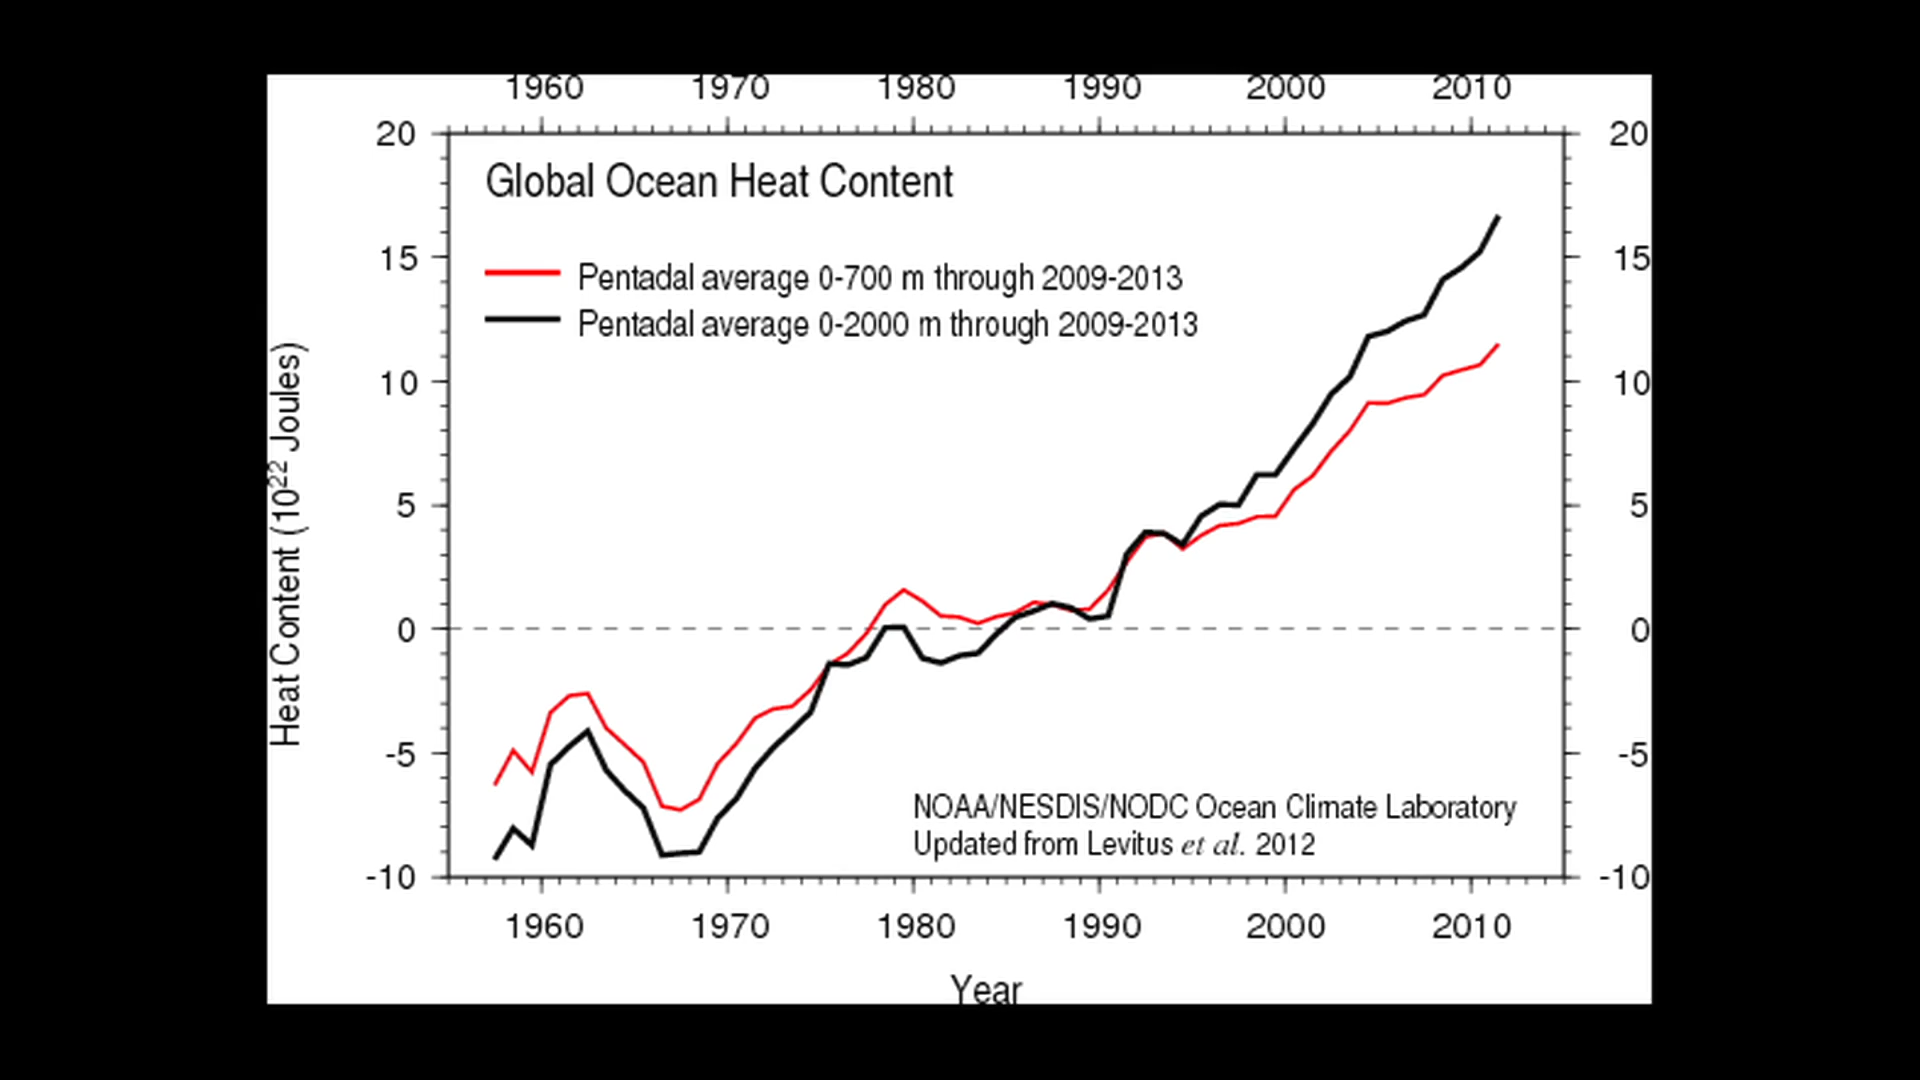 1960 1970 1980 1990 2000 2010
20 20
Global Ocean Heat Content
15 15
Pentadal average 0-700 m through 2009-2013
Pentadal average 0-2000 m through 2009-2013
10 10
Heat Content (10²² Joules)
5 5
0 0
-5 -5
NOAA/NESDIS/NODC Ocean Climate Laboratory
Updated from Levitus et al. 2012
-10 -10
1960 1970 1980 1990 2000 2010
Year